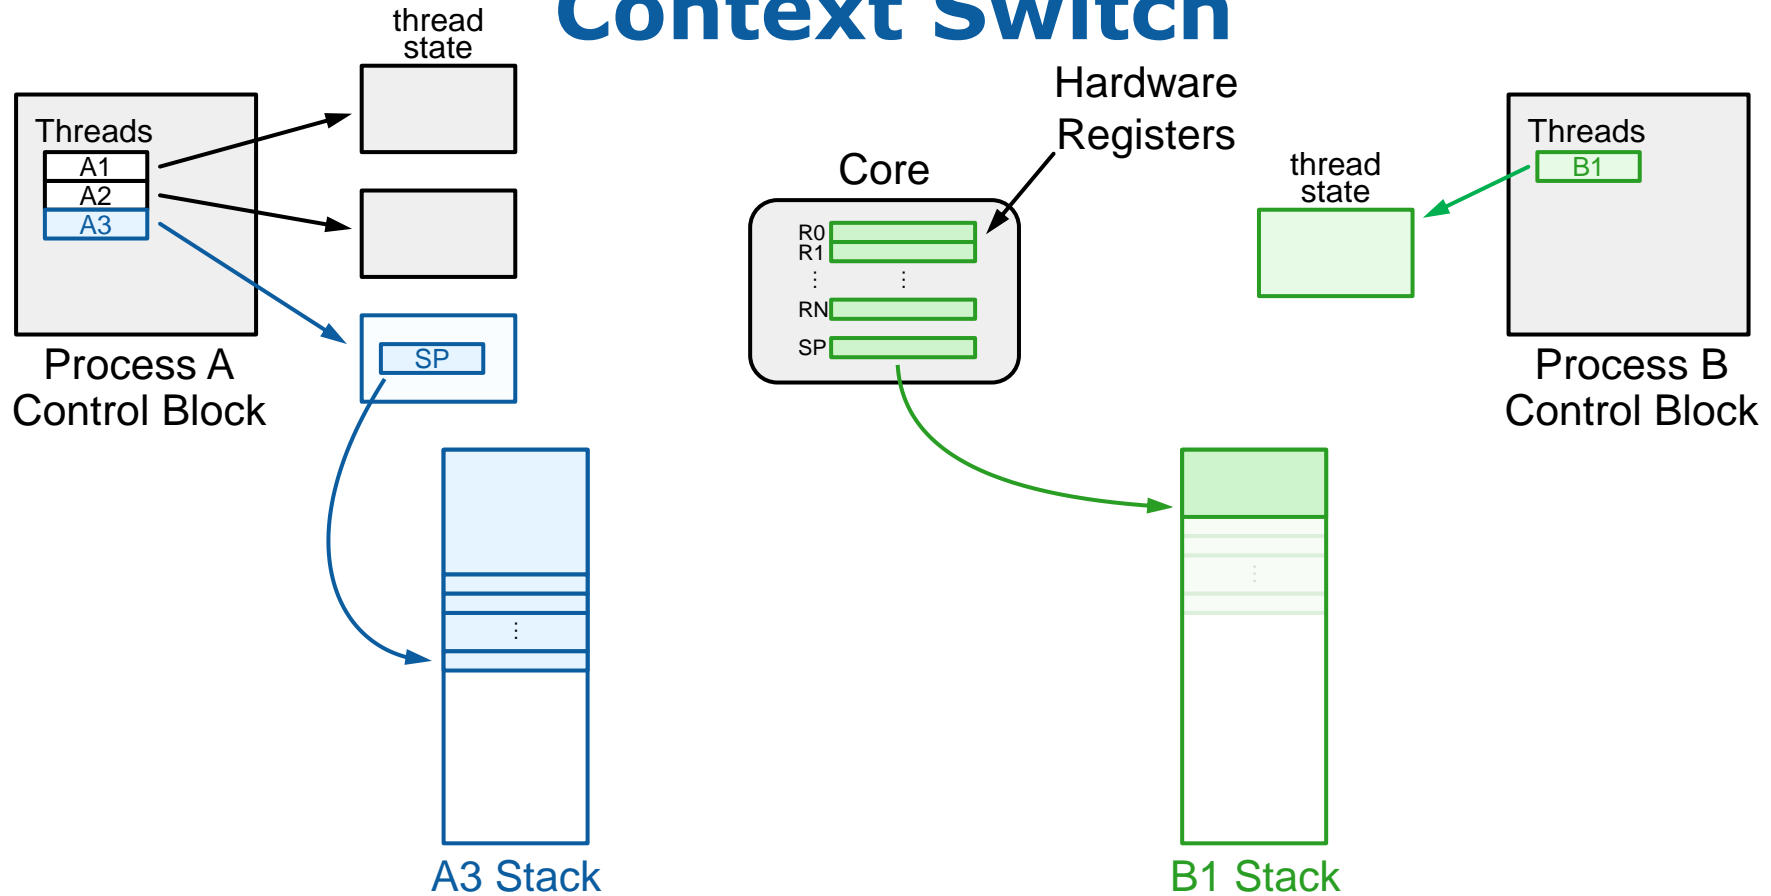 Context Switch
thread
state
Threads
A1
A2
A3
Process A
Control Block
SP
A3 Stack
Core
Hardware
Registers
R0
R1
⋮ ⋮
RN
SP
thread
state
Threads
B1
Process B
Control Block
⋮
⋮
B1 Stack